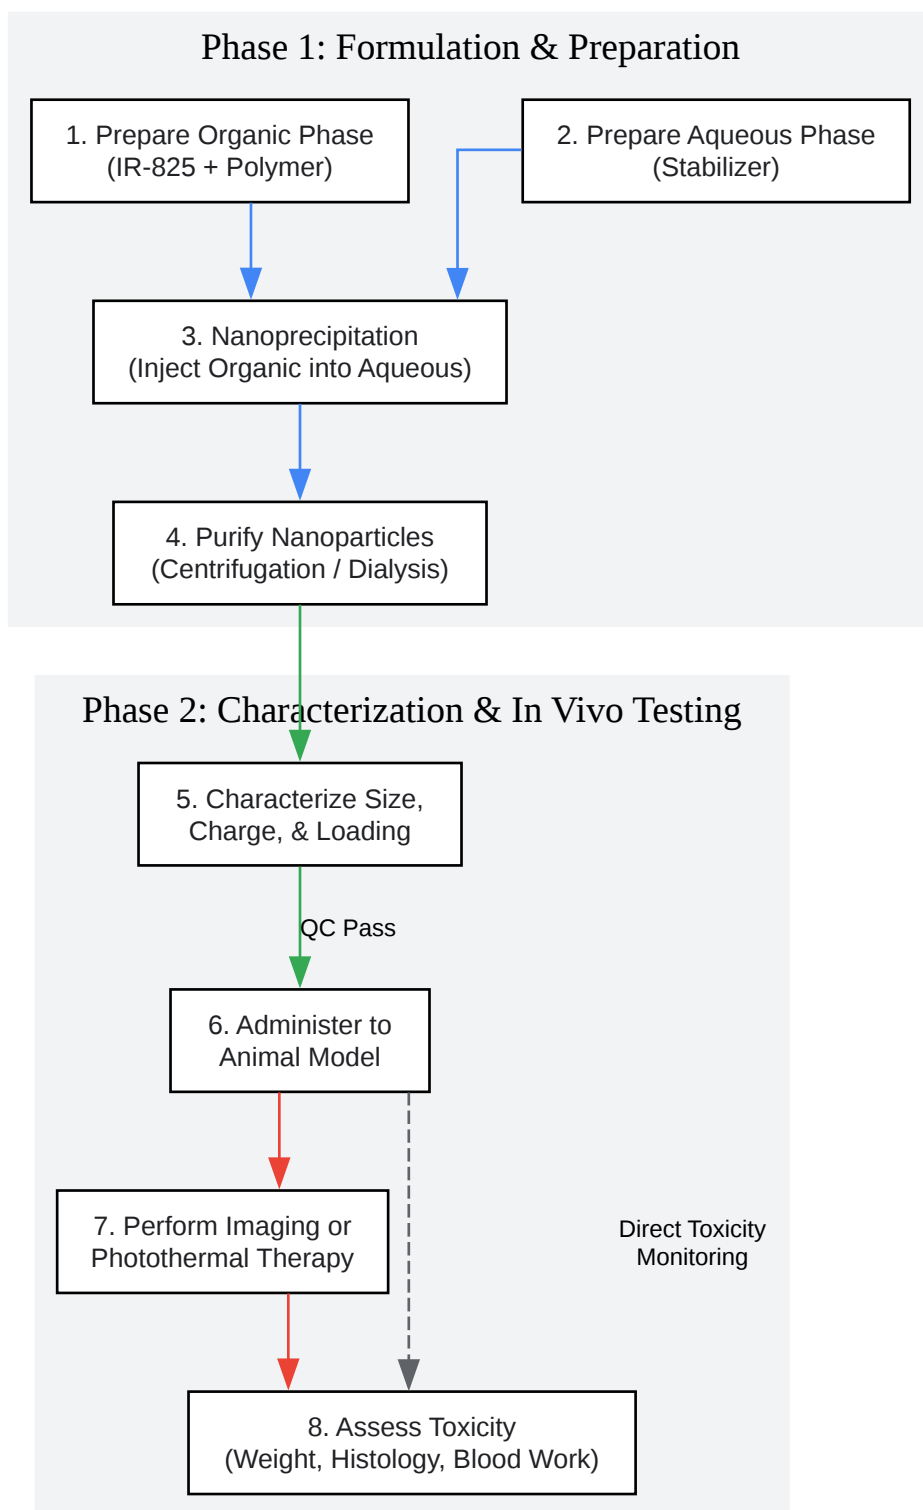 Phase 1: Formulation & Preparation
1. Prepare Organic Phase
(IR-825 + Polymer)
2. Prepare Aqueous Phase
(Stabilizer)
3. Nanoprecipitation
(Inject Organic into Aqueous)
4. Purify Nanoparticles
(Centrifugation / Dialysis)
Phase 2: Characterization & In Vivo Testing
5. Characterize Size,
Charge, & Loading
QC Pass
6. Administer to
Animal Model
7. Perform Imaging or
Photothermal Therapy
Direct Toxicity
Monitoring
8. Assess Toxicity
(Weight, Histology, Blood Work)